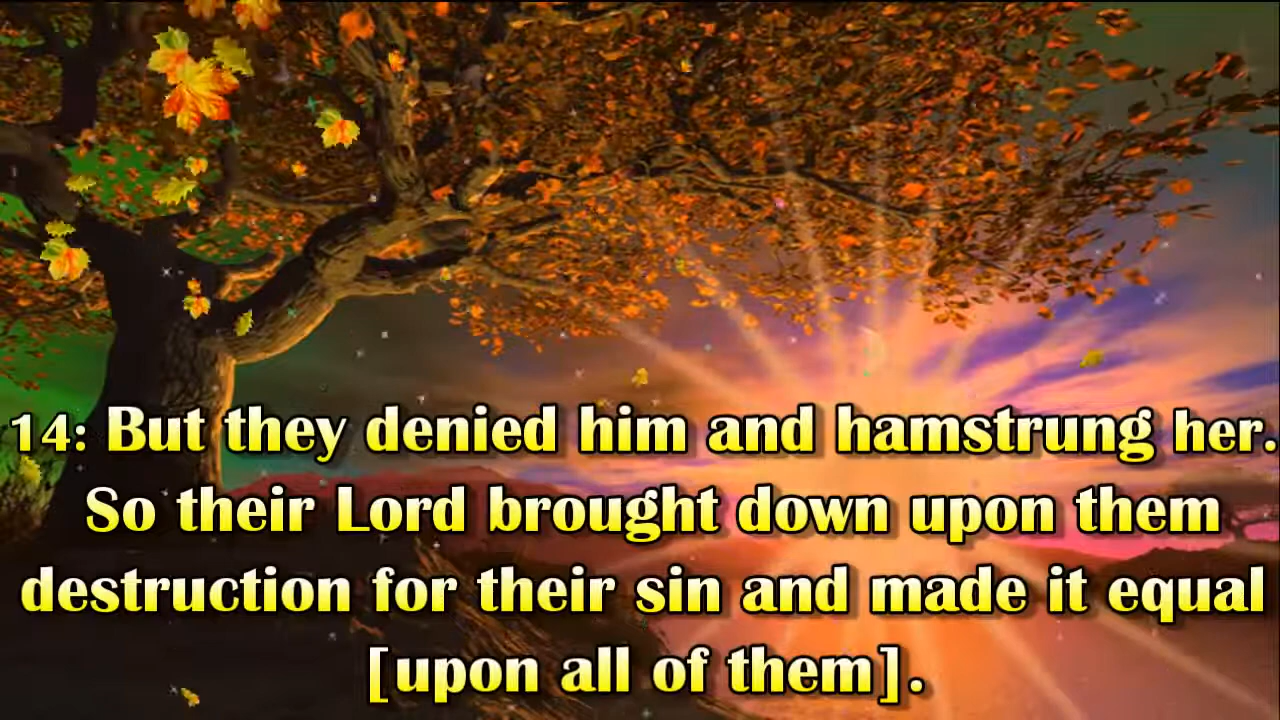 14: But they denied him and hamstrung her.
So their Lord brought down upon them
destruction for their sin and made it equal
[upon all of them].